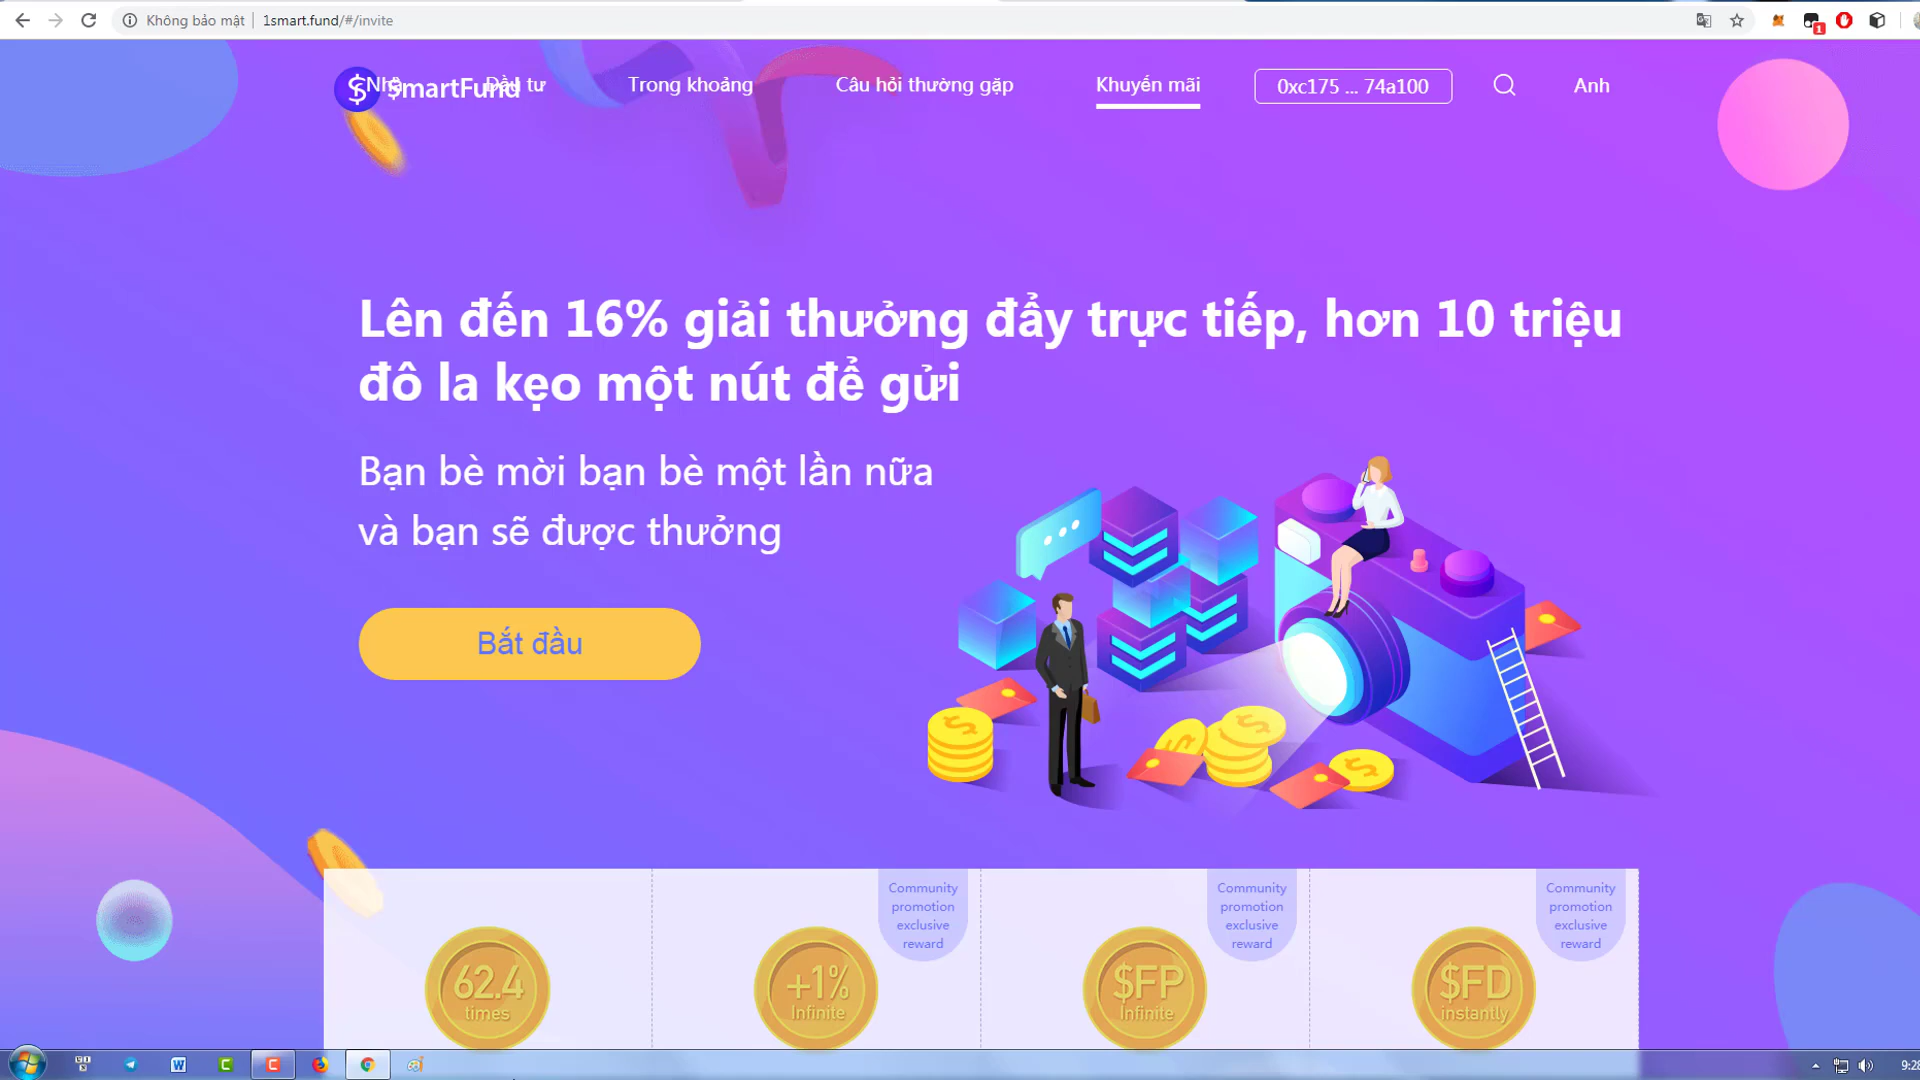 Không bảo mật
1smart.fund/#/invite
1
$martFund
Nhà
Đầu tư
Trong khoảng
Câu hỏi thường gặp
Khuyến mãi
0xc175 ... 74a100
Anh
Lên đến 16% giải thưởng đẩy trực tiếp, hơn 10 triệu
đô la kẹo một nút để gửi
Bạn bè mời bạn bè một lần nữa
và bạn sẽ được thưởng
Bắt đầu
Community
promotion
exclusive
reward
Community
promotion
exclusive
reward
Community
promotion
exclusive
reward
62.4
times
+1%
Infinite
$FP
Infinite
$FD
instantly